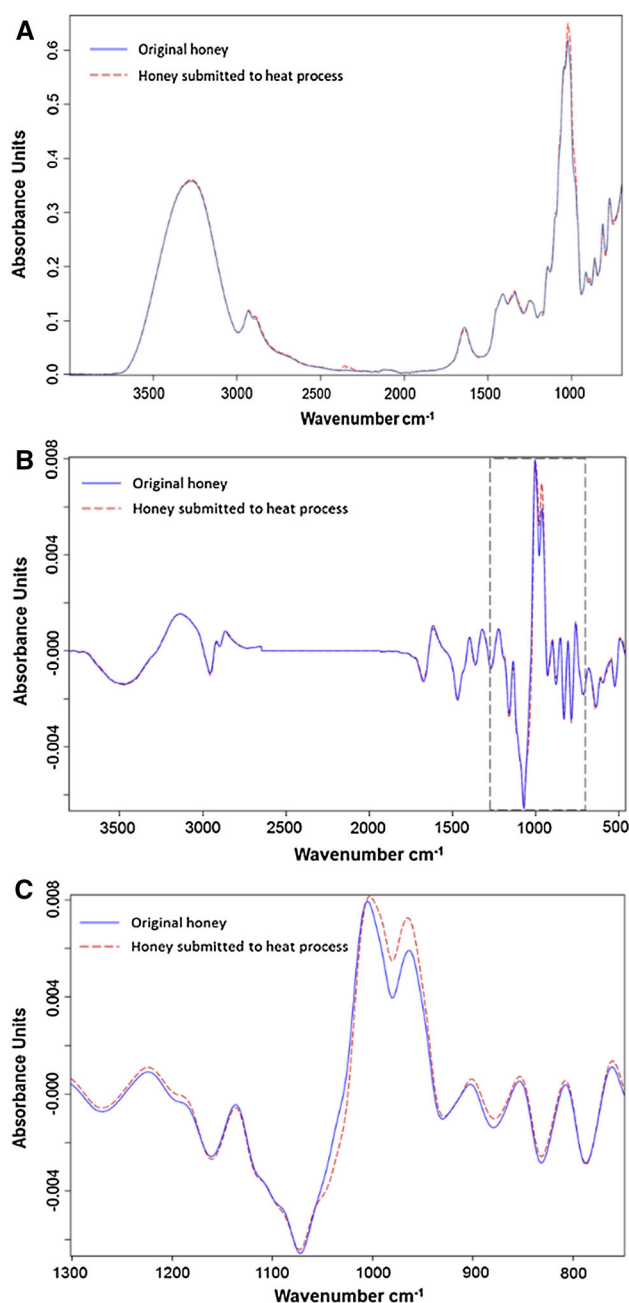 A
Original honey
Honey submitted to heat process
Absorbance Units
0.6
0.5
0.4
0.3
0.2
0.1
0.0
3500 3000 2500 2000 1500 1000
Wavenumber cm⁻¹
B
Original honey
Honey submitted to heat process
Absorbance Units
0.008
0.004
-0.000
-0.004
3500 3000 2500 2000 1500 1000 500
Wavenumber cm⁻¹
C
Original honey
Honey submitted to heat process
Absorbance Units
0.008
0.004
-0.000
-0.004
1300 1200 1100 1000 900 800
Wavenumber cm⁻¹